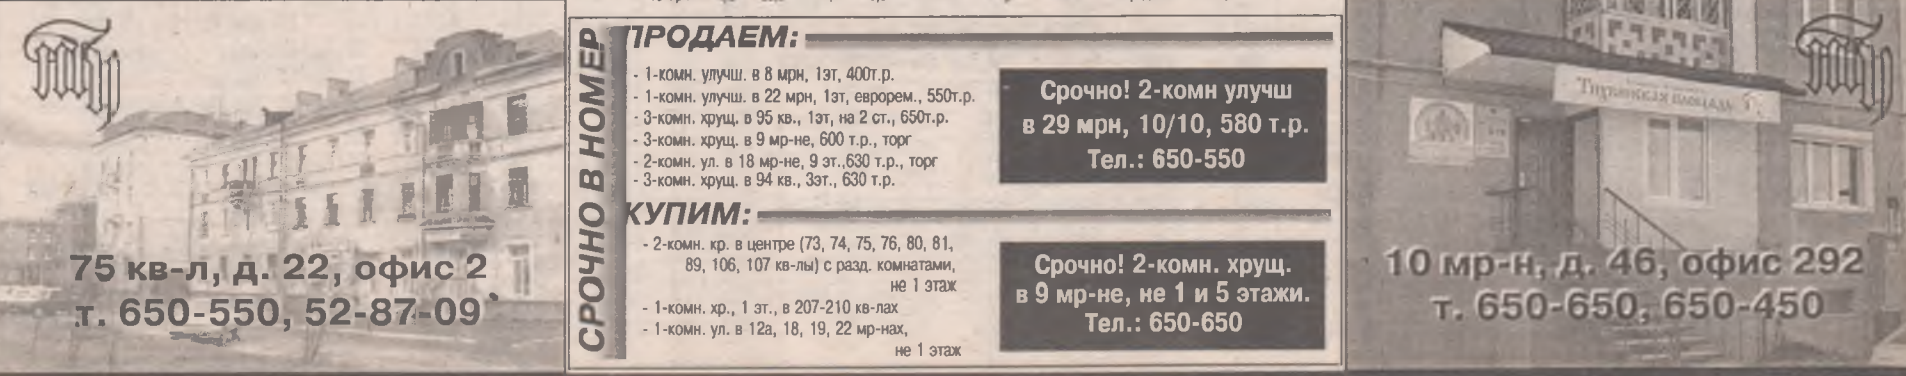 75 кв-л, д. 22, офис 2
т. 650-550, 52-87-09
СРОЧНО В НОМЕР
ПРОДАЕМ:
- 1-комн. улучш. в 8 мрн, 1эт, 400т.р.
- 1-комн. улучш. в 22 мрн, 1эт, еврорем., 550т.р.
- 3-комн. хрущ. в 95 кв., 1эт, на 2 ст., 650т.р.
- 3-комн. хрущ. в 9 мр-не, 600 т.р., торг
- 2-комн. ул. в 18 мр-не, 9 эт.,630 т.р., торг
- 3-комн. хрущ. в 94 кв., 3эт., 630 т.р.
Срочно! 2-комн улучш
в 29 мрн, 10/10, 580 т.р.
Тел.: 650-550
КУПИМ:
- 2-комн. кр. в центре (73, 74, 75, 76, 80, 81,
89, 106, 107 кв-лы) с разд. комнатами,
не 1 этаж
- 1-комн. хр., 1 эт., в 207-210 кв-лах
- 1-комн. ул. в 12а, 18, 19, 22 мр-нах,
не 1 этаж
Срочно! 2-комн. хрущ.
в 9 мр-не, не 1 и 5 этажи.
Тел.: 650-650
10 мр-н, д. 46, офис 292
т. 650-650, 650-450